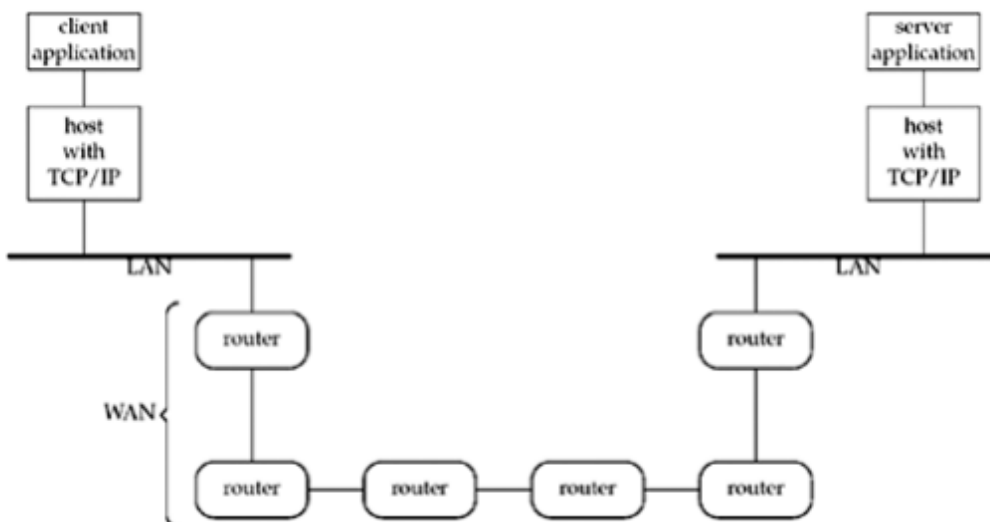 client
application
server
application
host
with
TCP/IP
host
with
TCP/IP
LAN
LAN
router
router
WAN
router
router
router
router